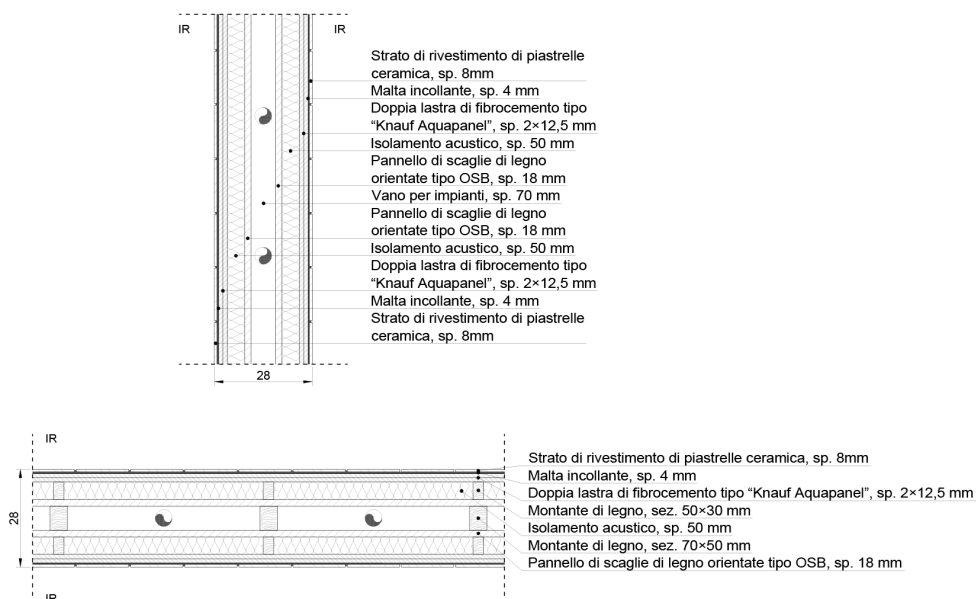 IR
IR
Strato di rivestimento di piastrelle
ceramica, sp. 8mm
Malta incollante, sp. 4 mm
Doppia lastra di fibrocemento tipo
“Knauf Aquapanel”, sp. 2×12,5 mm
Isolamento acustico, sp. 50 mm
Pannello di scaglie di legno
orientate tipo OSB, sp. 18 mm
Vano per impianti, sp. 70 mm
Pannello di scaglie di legno
orientate tipo OSB, sp. 18 mm
Isolamento acustico, sp. 50 mm
Doppia lastra di fibrocemento tipo
“Knauf Aquapanel”, sp. 2×12,5 mm
Malta incollante, sp. 4 mm
Strato di rivestimento di piastrelle
ceramica, sp. 8mm
28
IR
Strato di rivestimento di piastrelle ceramica, sp. 8mm
Malta incollante, sp. 4 mm
Doppia lastra di fibrocemento tipo “Knauf Aquapanel”, sp. 2×12,5 mm
Montante di legno, sez. 50×30 mm
Isolamento acustico, sp. 50 mm
Montante di legno, sez. 70×50 mm
Pannello di scaglie di legno orientate tipo OSB, sp. 18 mm
28
IR